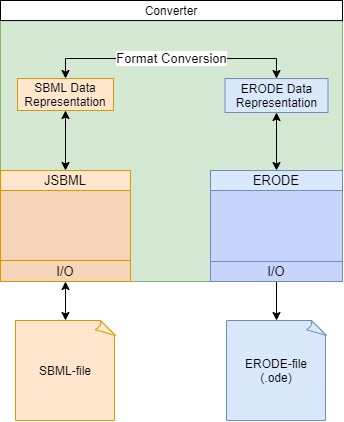 Converter
Format Conversion
SBML Data
Representation
ERODE Data
Representation
JSBML
ERODE
I/O
I/O
SBML-file
ERODE-file
(.ode)